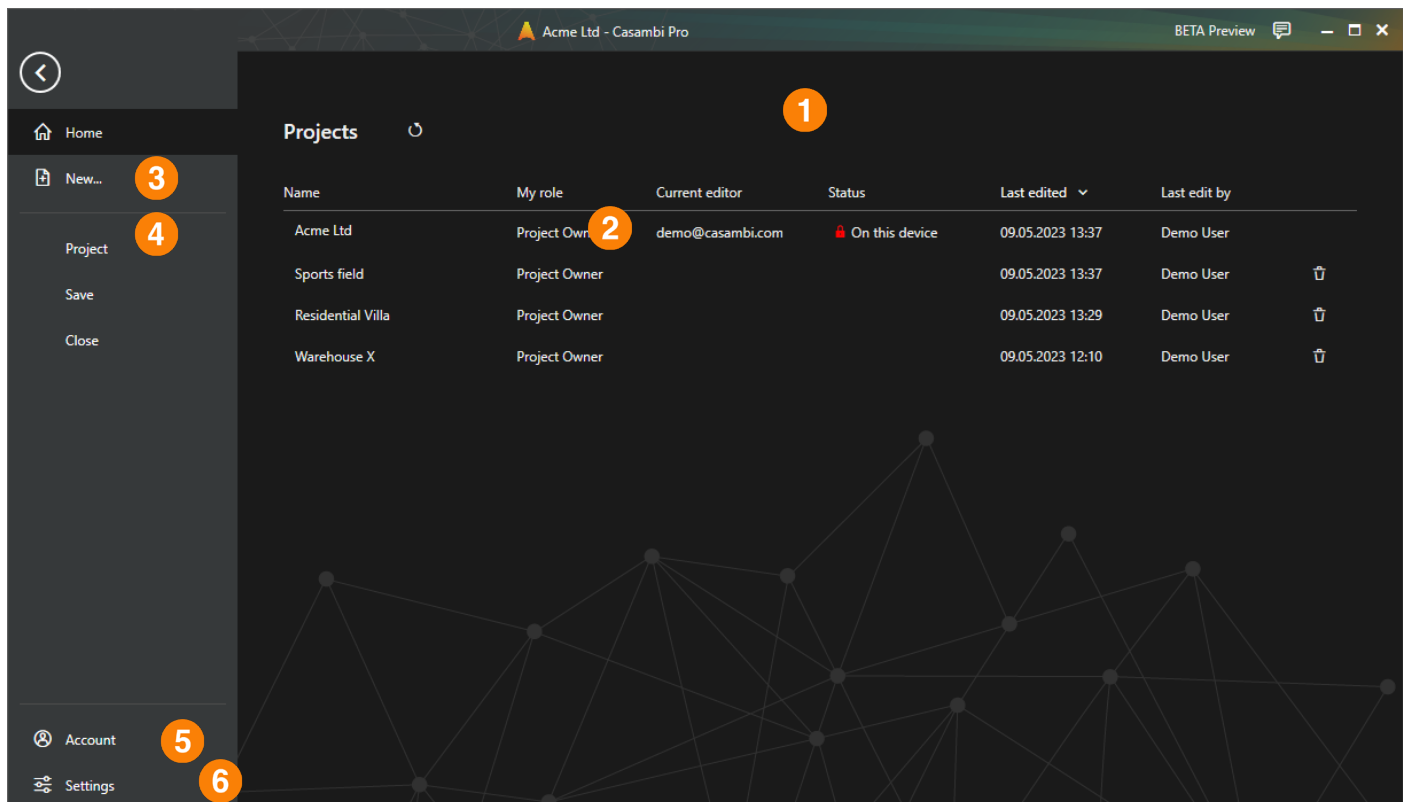 Acme Ltd - Casambi Pro
BETA Preview
Home
New...
3
Project
4
Save
Close
Account
5
Settings
6
1
Projects
Name My role Current editor Status Last edited Last edit by
2
Acme Ltd Project demo@casambi.com On this device 09.05.2023 13:37 Demo User
Sports field Project Owner 09.05.2023 13:37 Demo User
Residential Villa Project Owner 09.05.2023 13:29 Demo User
Warehouse X Project Owner 09.05.2023 12:10 Demo User